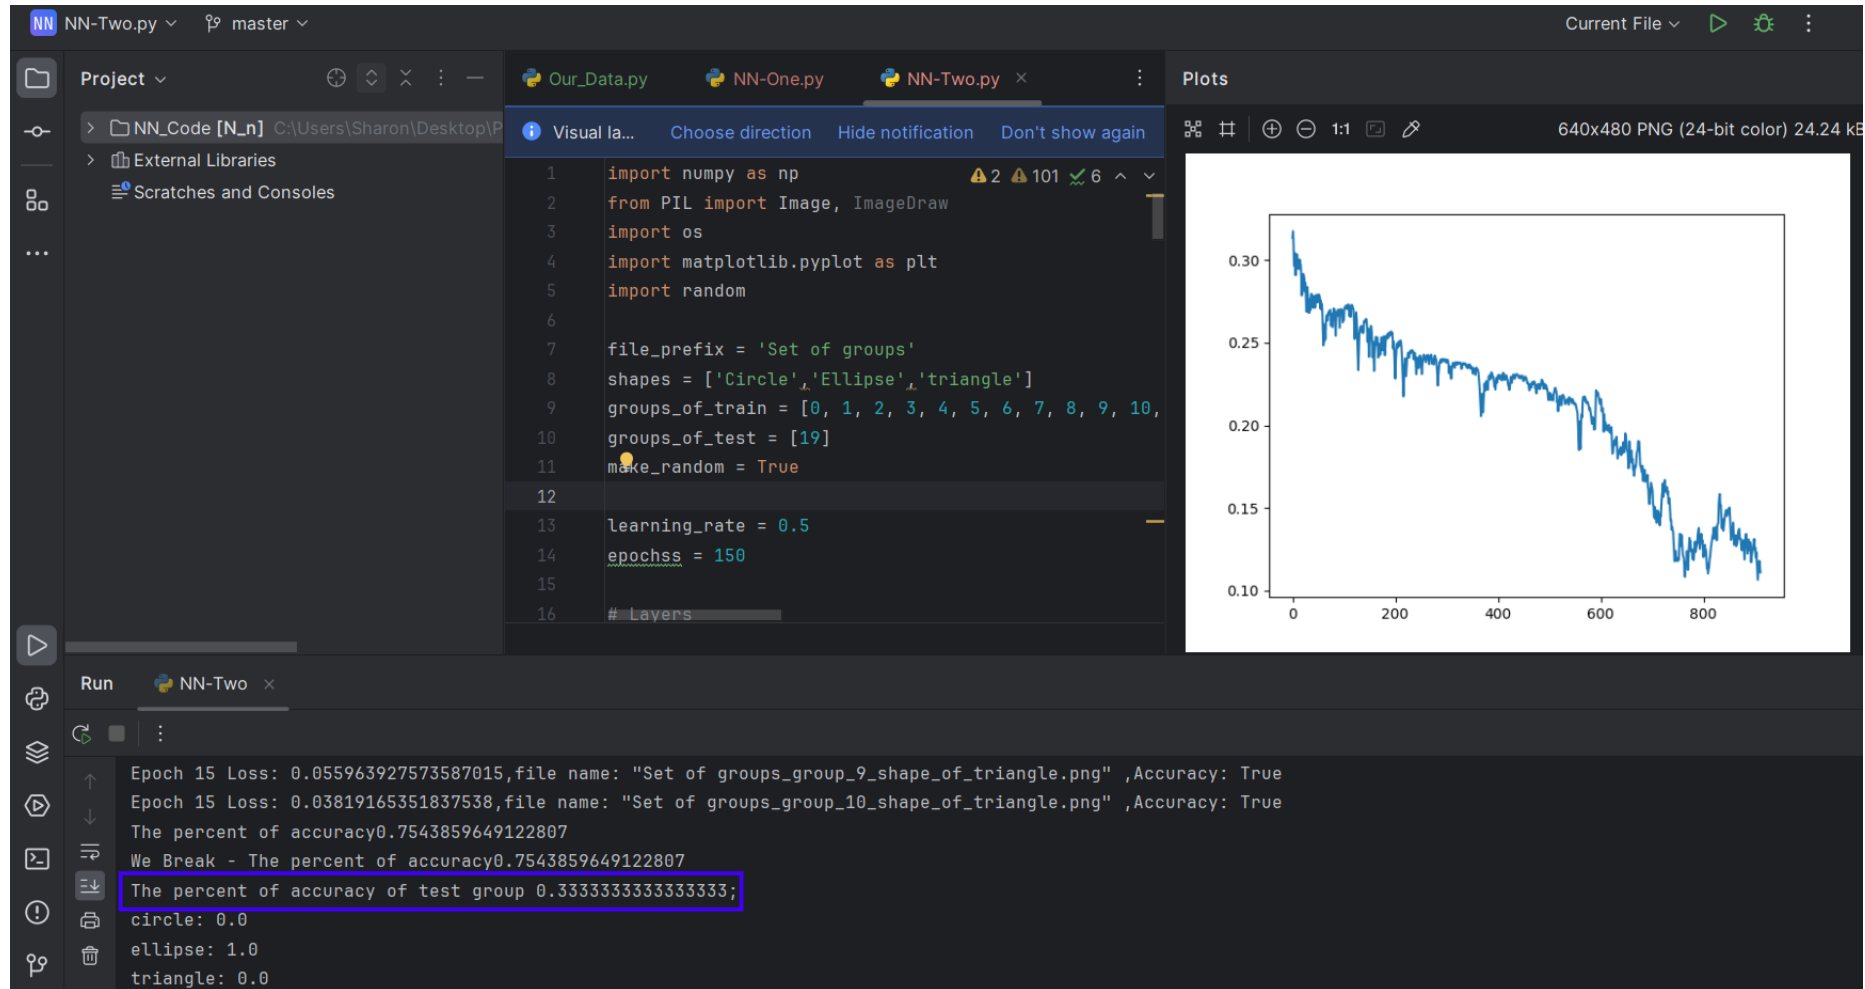 NN NN-Two.py master Current File
Project
NN_Code [N_n] C:\Users\Sharon\Desktop\P
External Libraries
Scratches and Consoles
Our_Data.py NN-One.py NN-Two.py
Visual la... Choose direction Hide notification Don't show again
2 101 6
1 import numpy as np
2 from PIL import Image, ImageDraw
3 import os
4 import matplotlib.pyplot as plt
5 import random
6
7 file_prefix = 'Set of groups'
8 shapes = ['Circle','Ellipse','triangle']
9 groups_of_train = [0, 1, 2, 3, 4, 5, 6, 7, 8, 9, 10,
10 groups_of_test = [19]
11 make_random = True
12
13 learning_rate = 0.5
14 epochss = 150
15
16 # Layers
Plots
1:1 640x480 PNG (24-bit color) 24.24 kB
0.30
0.25
0.20
0.15
0.10
0 200 400 600 800
Run NN-Two
Epoch 15 Loss: 0.055963927573587015,file name: "Set of groups_group_9_shape_of_triangle.png" ,Accuracy: True
Epoch 15 Loss: 0.03819165351837538,file name: "Set of groups_group_10_shape_of_triangle.png" ,Accuracy: True
The percent of accuracy0.7543859649122807
We Break - The percent of accuracy0.7543859649122807
The percent of accuracy of test group 0.3333333333333333;
circle: 0.0
ellipse: 1.0
triangle: 0.0